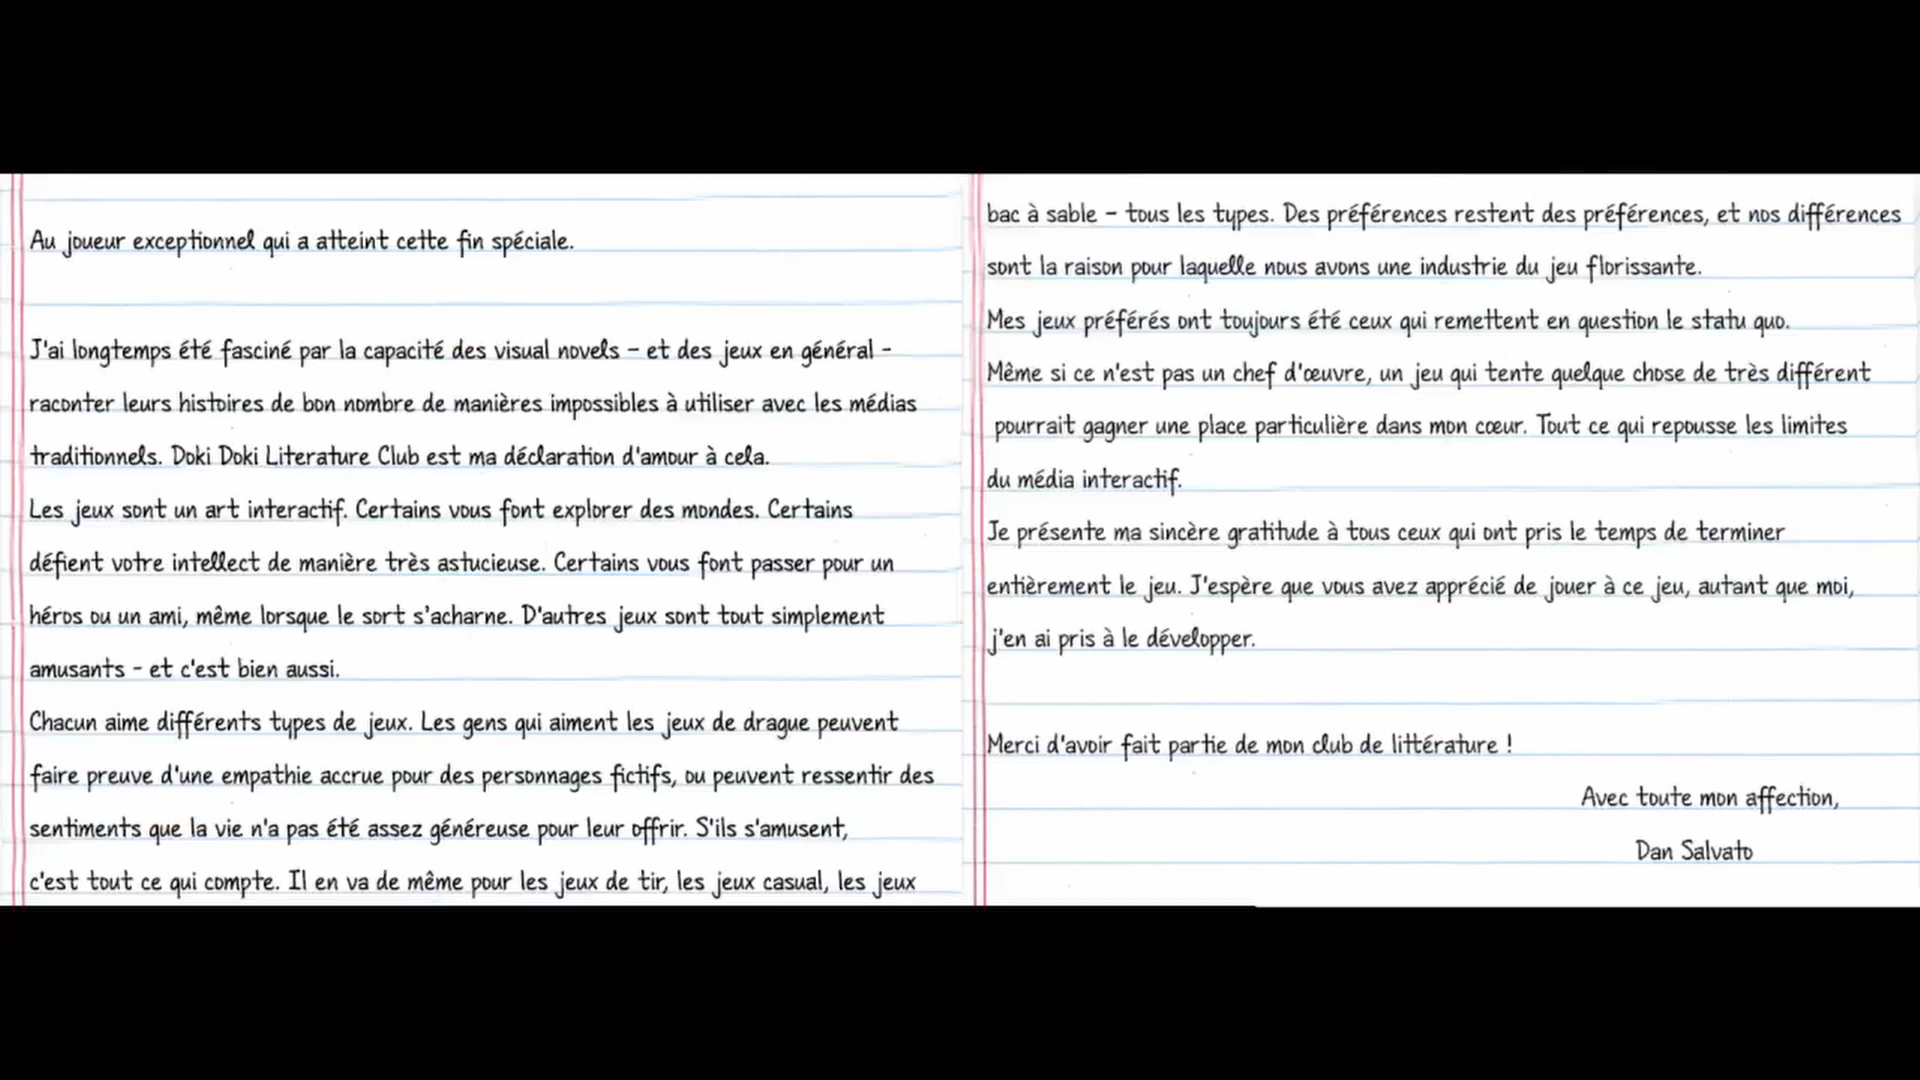 Au joueur exceptionnel qui a atteint cette fin spéciale.
J'ai longtemps été fasciné par la capacité des visual novels - et des jeux en général -
raconter leurs histoires de bon nombre de manières impossibles à utiliser avec les médias
traditionnels. Doki Doki Literature Club est ma déclaration d'amour à cela.
Les jeux sont un art interactif. Certains vous font explorer des mondes. Certains
défient votre intellect de manière très astucieuse. Certains vous font passer pour un
héros ou un ami, même lorsque le sort s'acharne. D'autres jeux sont tout simplement
amusants - et c'est bien aussi.
Chacun aime différents types de jeux. Les gens qui aiment les jeux de drague peuvent
faire preuve d'une empathie accrue pour des personnages fictifs, ou peuvent ressentir des
sentiments que la vie n'a pas été assez généreuse pour leur offrir. S'ils s'amusent,
c'est tout ce qui compte. Il en va de même pour les jeux de tir, les jeux casual, les jeux
bac à sable - tous les types. Des préférences restent des préférences, et nos différences
sont la raison pour laquelle nous avons une industrie du jeu florissante.
Mes jeux préférés ont toujours été ceux qui remettent en question le statu quo.
Même si ce n'est pas un chef d'œuvre, un jeu qui tente quelque chose de très différent
pourrait gagner une place particulière dans mon cœur. Tout ce qui repousse les limites
du média interactif.
Je présente ma sincère gratitude à tous ceux qui ont pris le temps de terminer
entièrement le jeu. J'espère que vous avez apprécié de jouer à ce jeu, autant que moi,
j'en ai pris à le développer.
Merci d'avoir fait partie de mon club de littérature !
Avec toute mon affection,
Dan Salvato